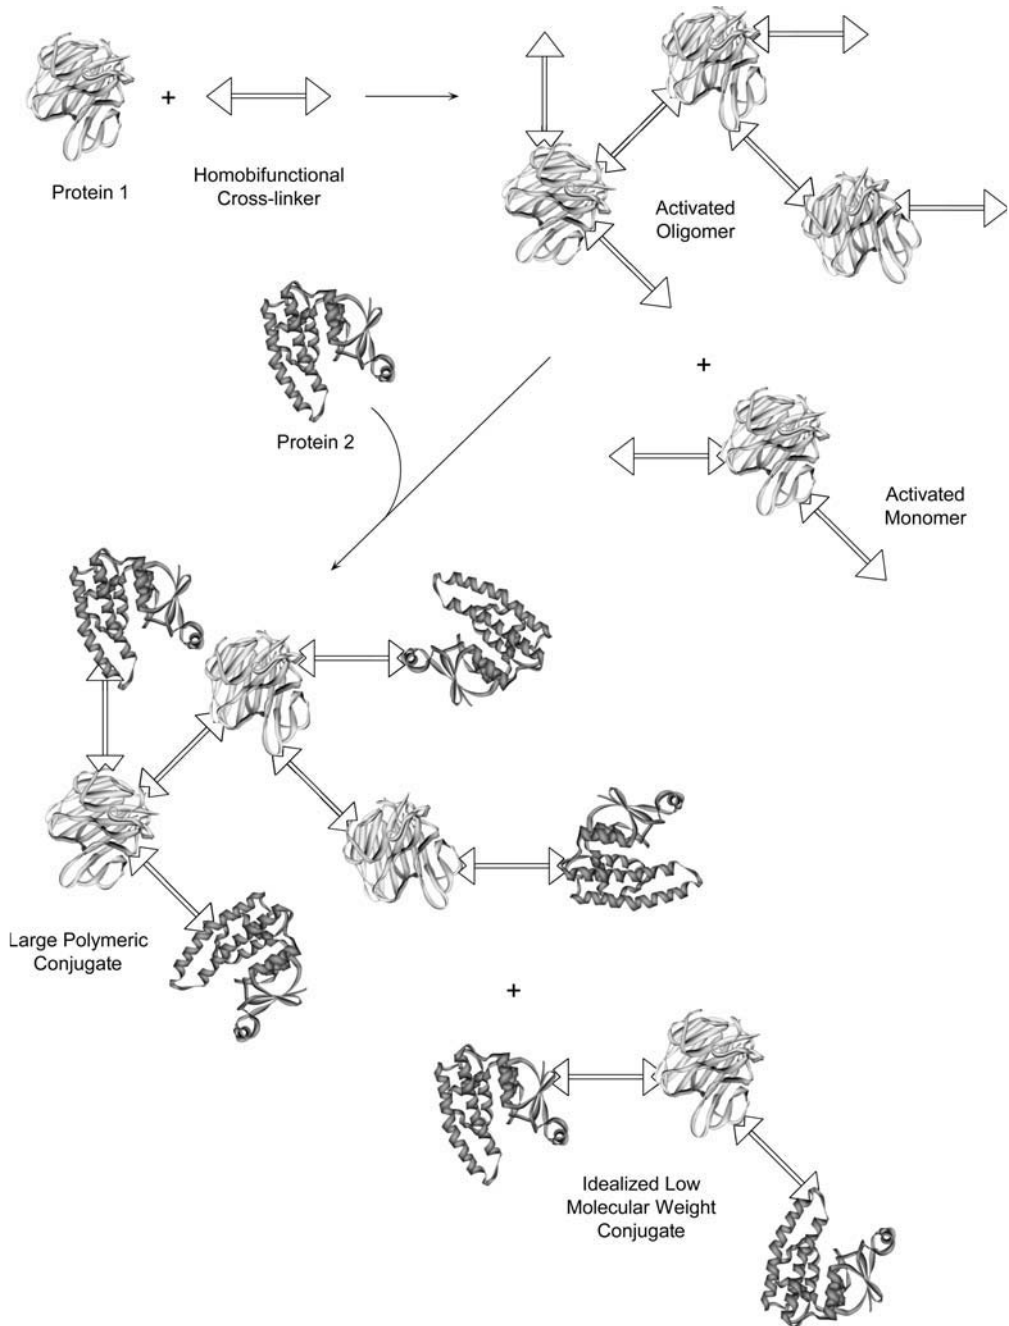 +
Protein 1
Homobifunctional
Cross-linker
Activated
Oligomer
+
Protein 2
Activated
Monomer
Large Polymeric
Conjugate
+
Idealized Low
Molecular Weight
Conjugate